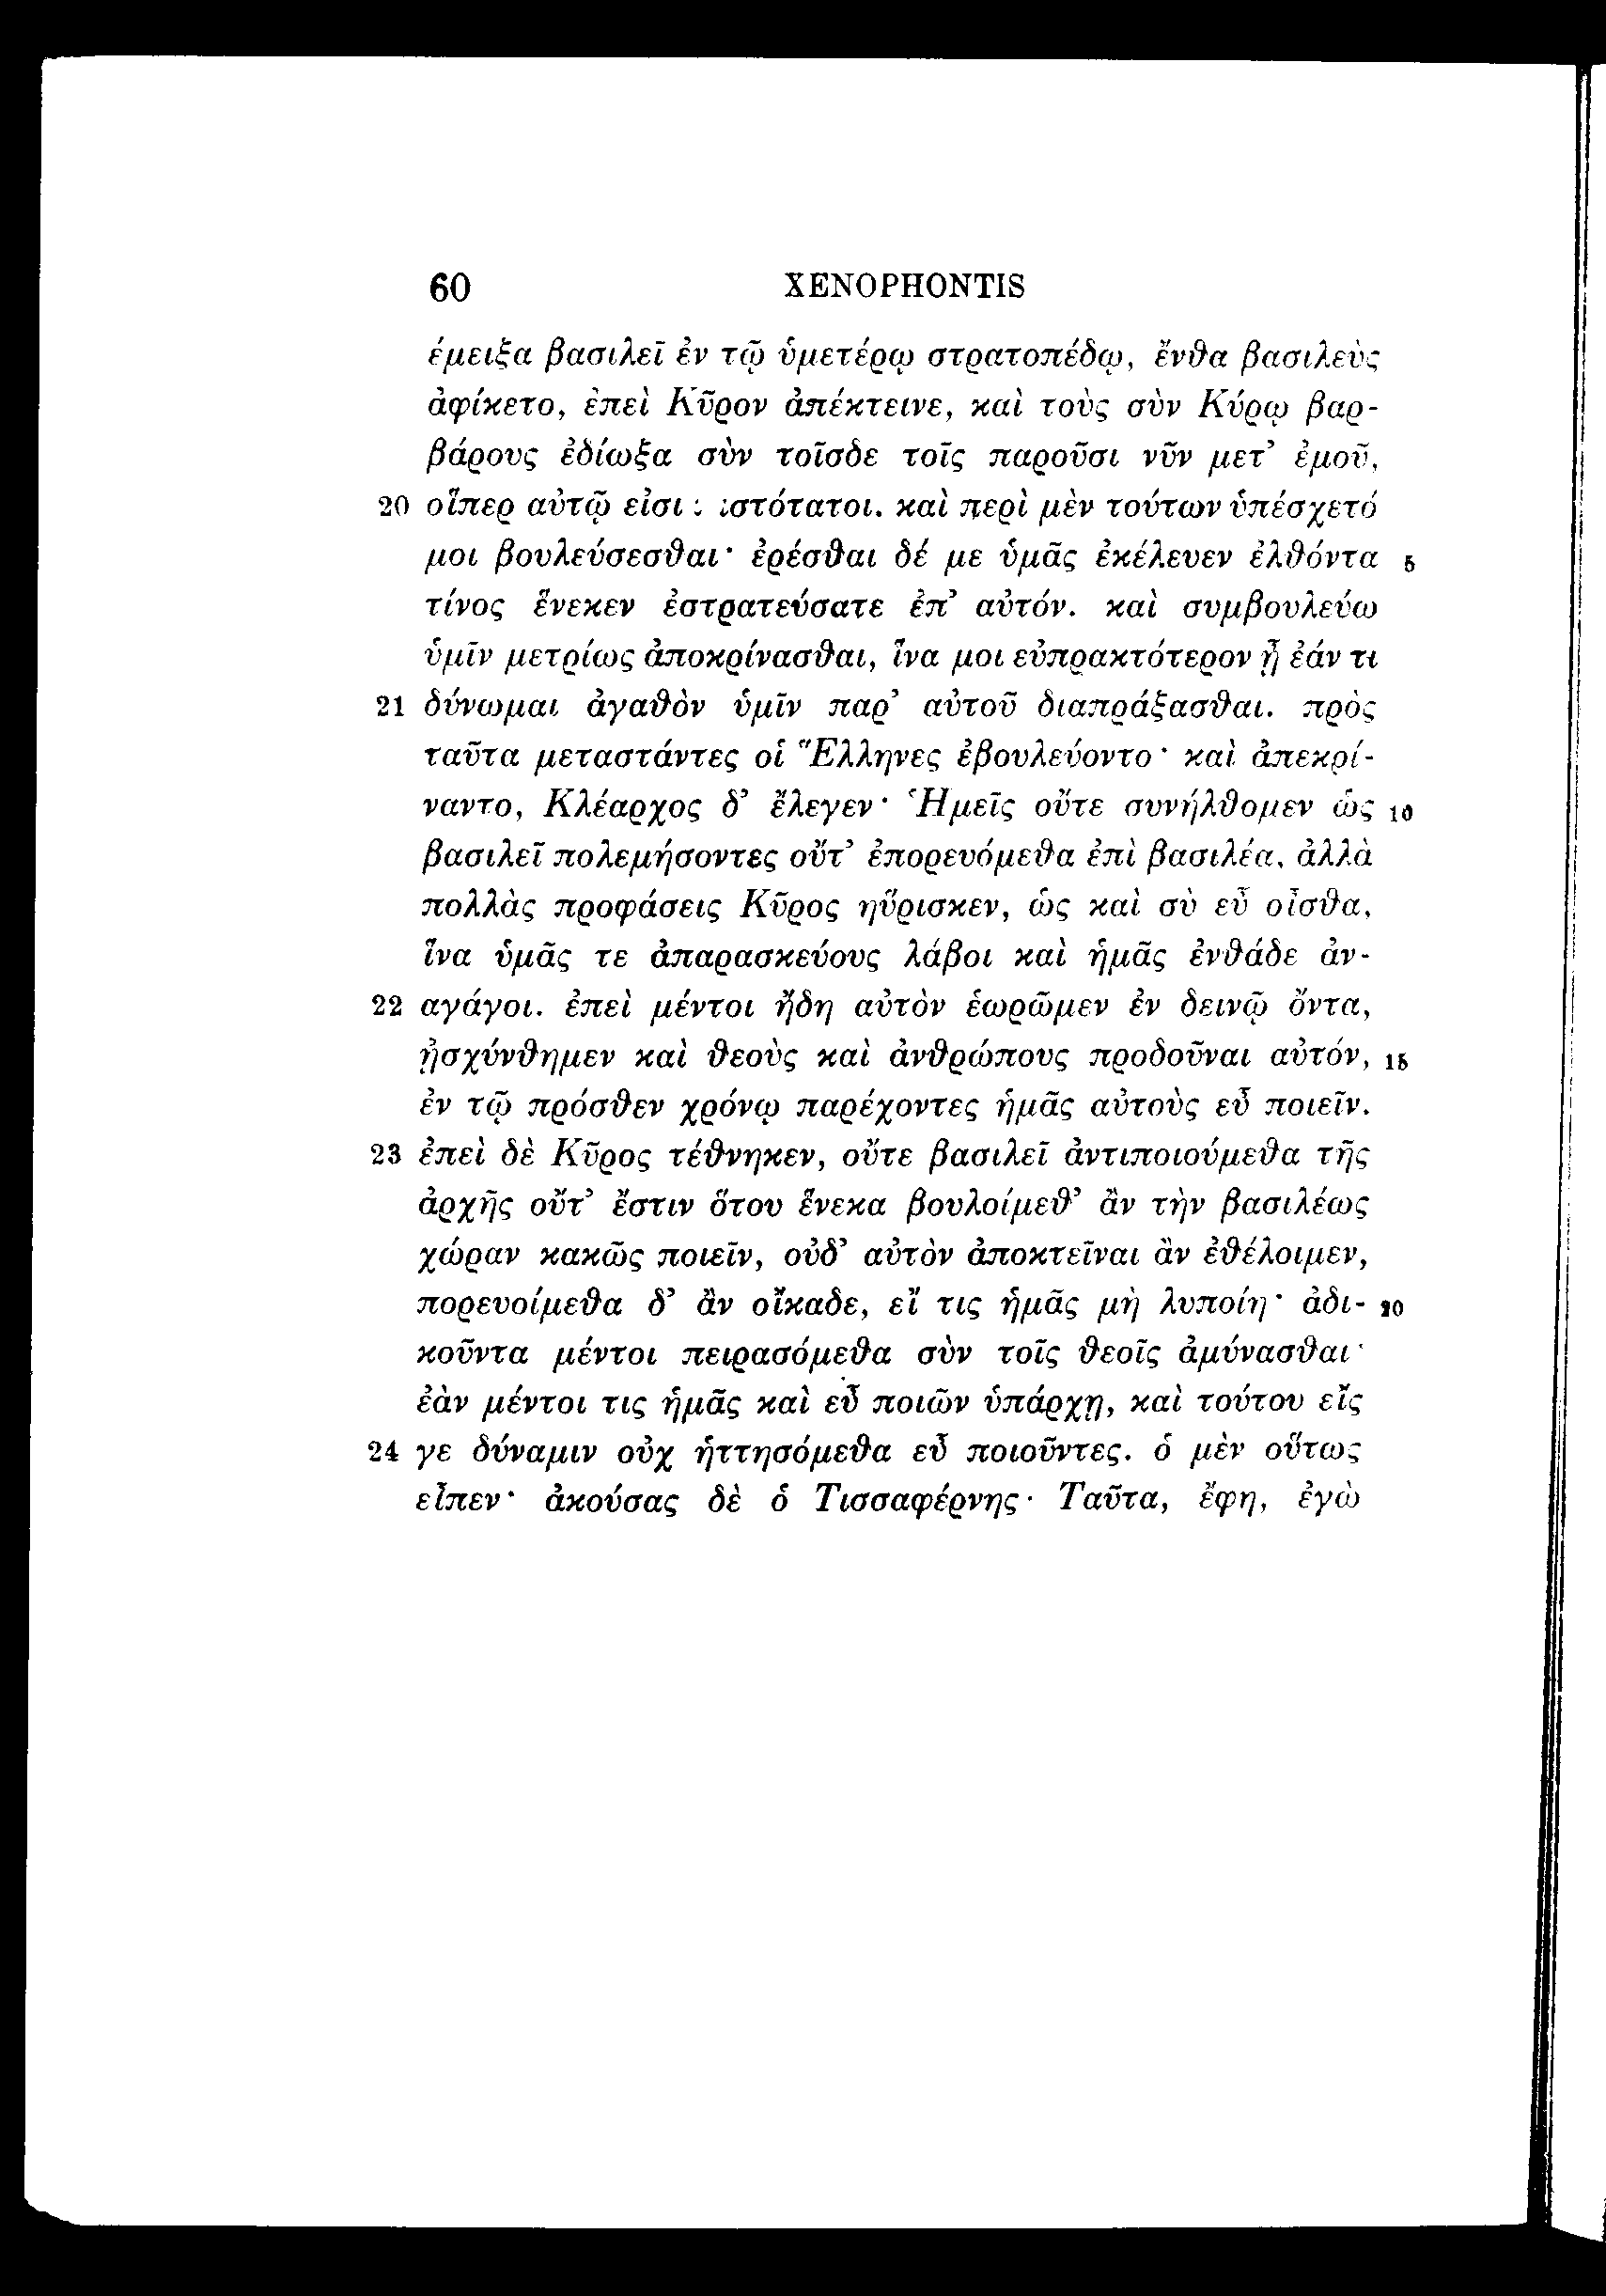 60 XENOPHONTIS
έμειξα βασιλεῖ ἐν τῷ ὑμετέρῳ στρατοπέδῳ, ἔνθα βασιλεὺς
ἀφίκετο, ἐπεὶ Κῦρον ἀπέκτεινε, καὶ τοὺς σὺν Κύρῳ βαρ-
βάρους ἐδίωξα σὺν τοῖσδε τοῖς παροῦσι νῦν μετ’ ἐμοῦ,
20 οἵπερ αὐτῷ εἰσι πιστότατοι. καὶ περὶ μὲν τούτων ὑπέσχετό
μοι βουλεύσεσθαι· ἐρέσθαι δέ με ὑμᾶς ἐκέλευεν ἐλθόντα 5
τίνος ἕνεκεν ἐστρατεύσατε ἐπ’ αὐτόν. καὶ συμβουλεύω
ὑμῖν μετρίως ἀποκρίνασθαι, ἵνα μοι εὐπρακτότερον ᾖ ἐάν τι
21 δύνωμαι ἀγαθὸν ὑμῖν παρ’ αὐτοῦ διαπράξασθαι. πρὸς
ταῦτα μεταστάντες οἱ Ἕλληνες ἐβουλεύοντο· καὶ ἀπεκρί-
ναντο, Κλέαρχος δ’ ἔλεγεν· Ἡμεῖς οὔτε συνήλθομεν ὡς 10
βασιλεῖ πολεμήσοντες οὔτ’ ἐπορευόμεθα ἐπὶ βασιλέα, ἀλλὰ
πολλὰς προφάσεις Κῦρος ηὕρισκεν, ὡς καὶ σὺ εὖ οἶσθα,
ἵνα ὑμᾶς τε ἀπαρασκεύους λάβοι καὶ ἡμᾶς ἐνθάδε ἀν-
22 αγάγοι. ἐπεὶ μέντοι ἤδη αὐτὸν ἑωρῶμεν ἐν δεινῷ ὄντα,
ᾐσχύνθημεν καὶ θεοὺς καὶ ἀνθρώπους προδοῦναι αὐτόν, 15
ἐν τῷ πρόσθεν χρόνῳ παρέχοντες ἡμᾶς αὐτοὺς εὖ ποιεῖν.
23 ἐπεὶ δὲ Κῦρος τέθνηκεν, οὔτε βασιλεῖ ἀντιποιούμεθα τῆς
ἀρχῆς οὔτ’ ἔστιν ὅτου ἕνεκα βουλοίμεθ’ ἂν τὴν βασιλέως
χώραν κακῶς ποιεῖν, οὐδ’ αὐτὸν ἀποκτεῖναι ἂν ἐθέλοιμεν,
πορευοίμεθα δ’ ἂν οἴκαδε, εἴ τις ἡμᾶς μὴ λυποίη· ἀδι- 20
κοῦντα μέντοι πειρασόμεθα σὺν τοῖς θεοῖς ἀμύνασθαι·
ἐὰν μέντοι τις ἡμᾶς καὶ εὖ ποιῶν ὑπάρχῃ, καὶ τούτου εἴς
24 γε δύναμιν οὐχ ἡττησόμεθα εὖ ποιοῦντες. ὁ μὲν οὕτως
εἶπεν· ἀκούσας δὲ ὁ Τισσαφέρνης· Ταῦτα, ἔφη, ἐγὼ